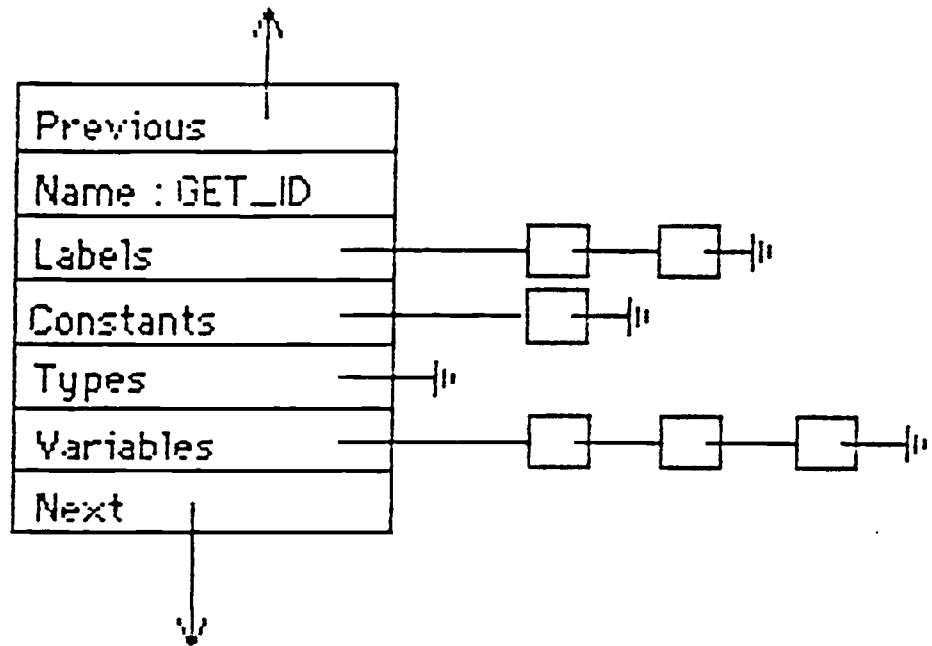 Previous
Name : GET_ID
Labels
Constants
Types
Variables
Next